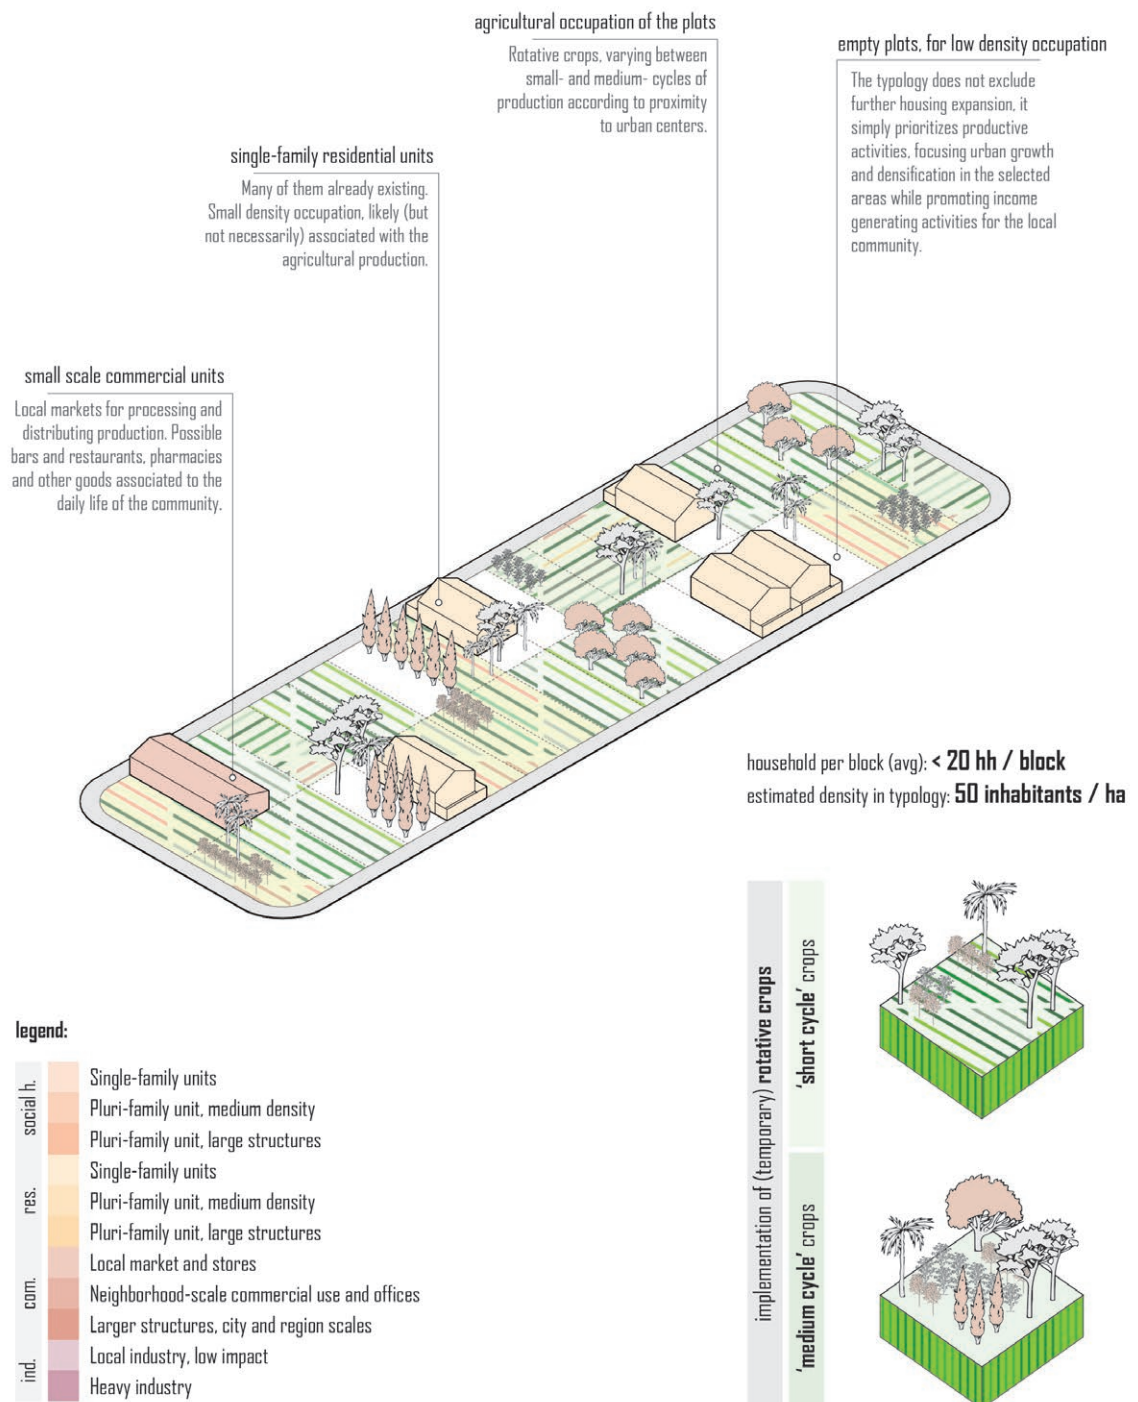 agricultural occupation of the plots
Rotative crops, varying between
small- and medium- cycles of
production according to proximity
to urban centers.
empty plots, for low density occupation
The typology does not exclude
further housing expansion, it
simply prioritizes productive
activities, focusing urban growth
and densification in the selected
areas while promoting income
generating activities for the local
community.
single-family residential units
Many of them already existing.
Small density occupation, likely (but
not necessarily) associated with the
agricultural production.
small scale commercial units
Local markets for processing and
distributing production. Possible
bars and restaurants, pharmacies
and other goods associated to the
daily life of the community.
household per block (avg): < 20 hh / block
estimated density in typology: 50 inhabitants / ha
implementation of (temporary) rotative crops
'short cycle' crops
'medium cycle' crops
legend:
social h.
Single-family units
Pluri-family unit, medium density
Pluri-family unit, large structures
res.
Single-family units
Pluri-family unit, medium density
Pluri-family unit, large structures
com.
Local market and stores
Neighborhood-scale commercial use and offices
Larger structures, city and region scales
ind.
Local industry, low impact
Heavy industry